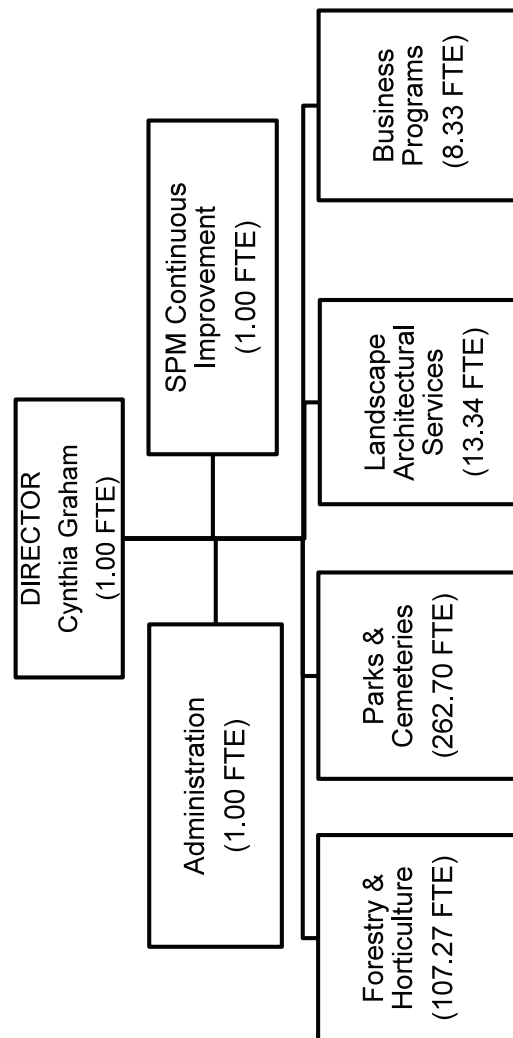 DIRECTOR
Cynthia Graham
(1.00 FTE)
Administration
(1.00 FTE)
SPM Continuous
Improvement
(1.00 FTE)
Forestry &
Horticulture
(107.27 FTE)
Parks &
Cemeteries
(262.70 FTE)
Landscape
Architectural
Services
(13.34 FTE)
Business
Programs
(8.33 FTE)